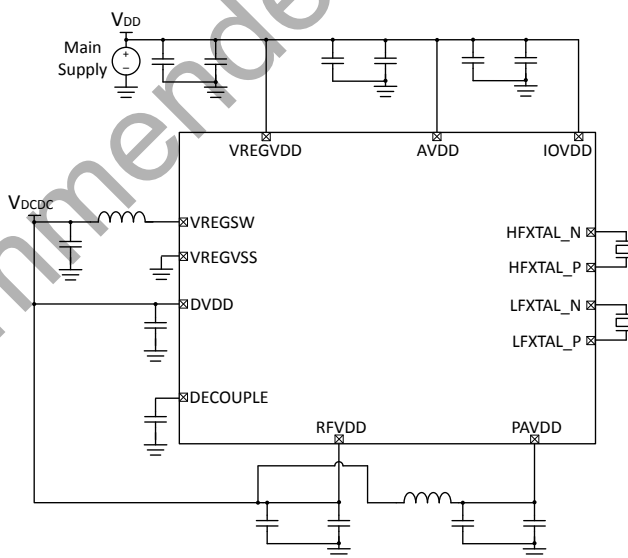 VDD
Main
Supply
+
−
VREGVDD
AVDD
IOVDD
VDCDC
VREGSW
HFXTAL_N
VREGVSS
HFXTAL_P
DVDD
LFXTAL_N
LFXTAL_P
DECOUPLE
RFVDD
PAVDD